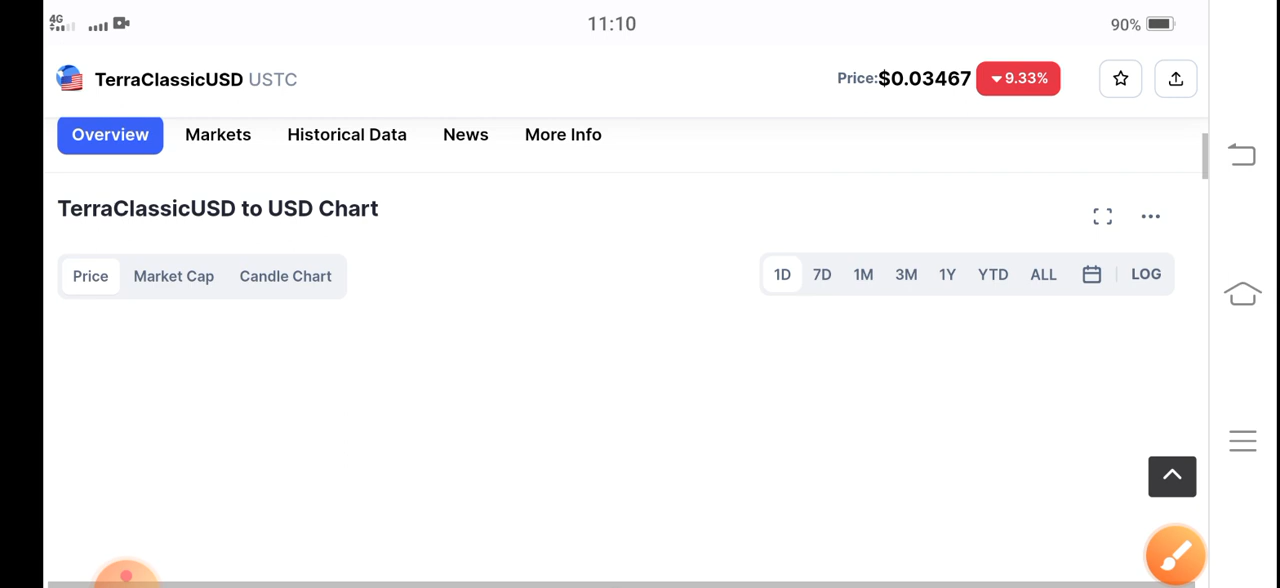 4G 11:10 90%
TerraClassicUSD USTC Price:$0.03467 9.33%
Overview Markets Historical Data News More Info
TerraClassicUSD to USD Chart
Price Market Cap Candle Chart 1D 7D 1M 3M 1Y YTD ALL LOG